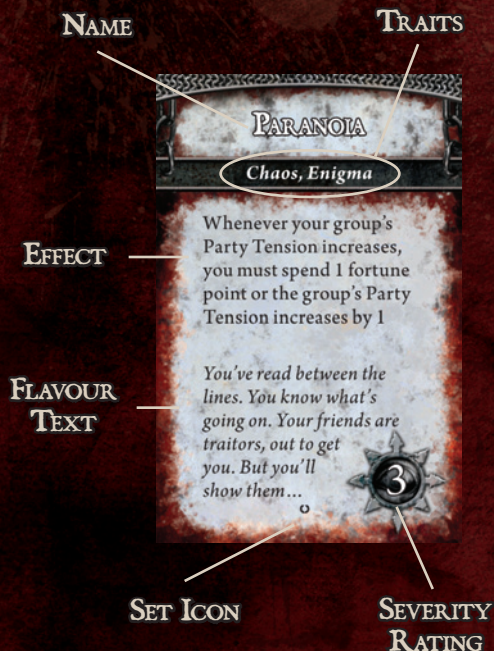 Name
Traits
Paranoia
Chaos, Enigma
Effect
Whenever your group's
Party Tension increases,
you must spend 1 fortune
point or the group's Party
Tension increases by 1
Flavour
Text
You've read between the
lines. You know what's
going on. Your friends are
traitors, out to get
you. But you'll
show them...
3
Set Icon
Severity
Rating